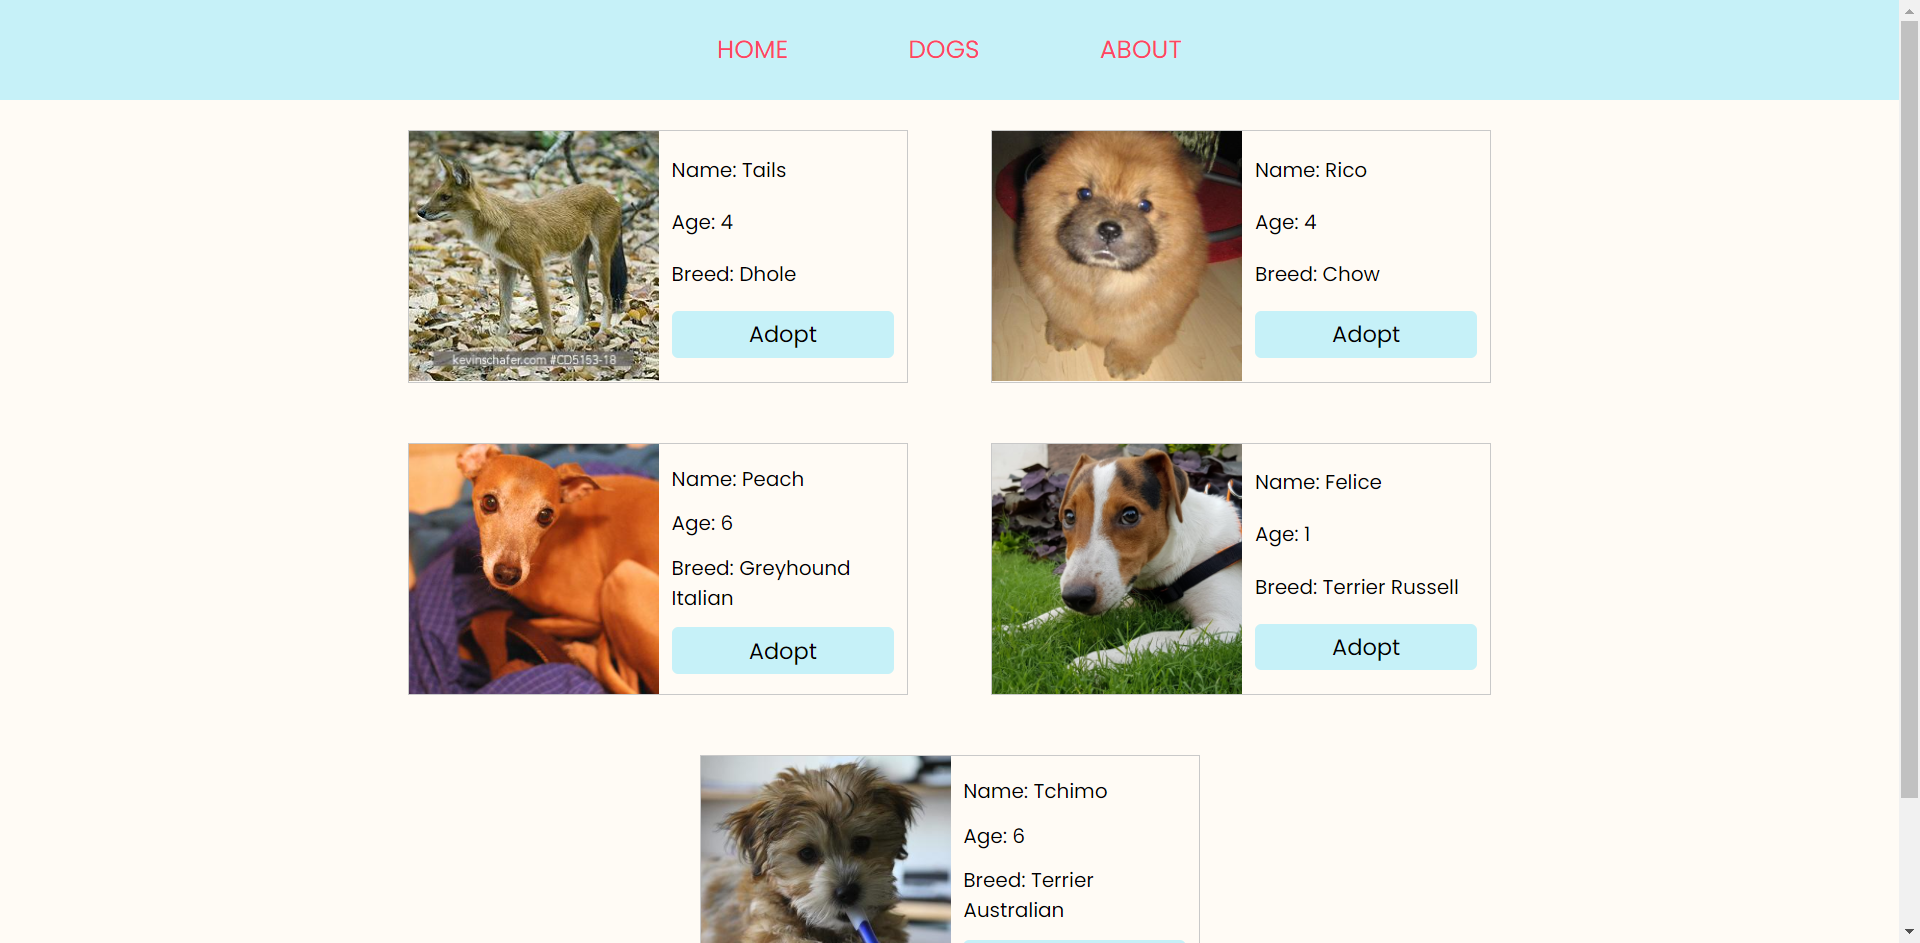 HOME
DOGS
ABOUT
Name: Tails
Age: 4
Breed: Dhole
Adopt
kevinschafer.com #CD5153-18
Name: Rico
Age: 4
Breed: Chow
Adopt
Name: Peach
Age: 6
Breed: Greyhound
Italian
Adopt
Name: Felice
Age: 1
Breed: Terrier Russell
Adopt
Name: Tchimo
Age: 6
Breed: Terrier
Australian